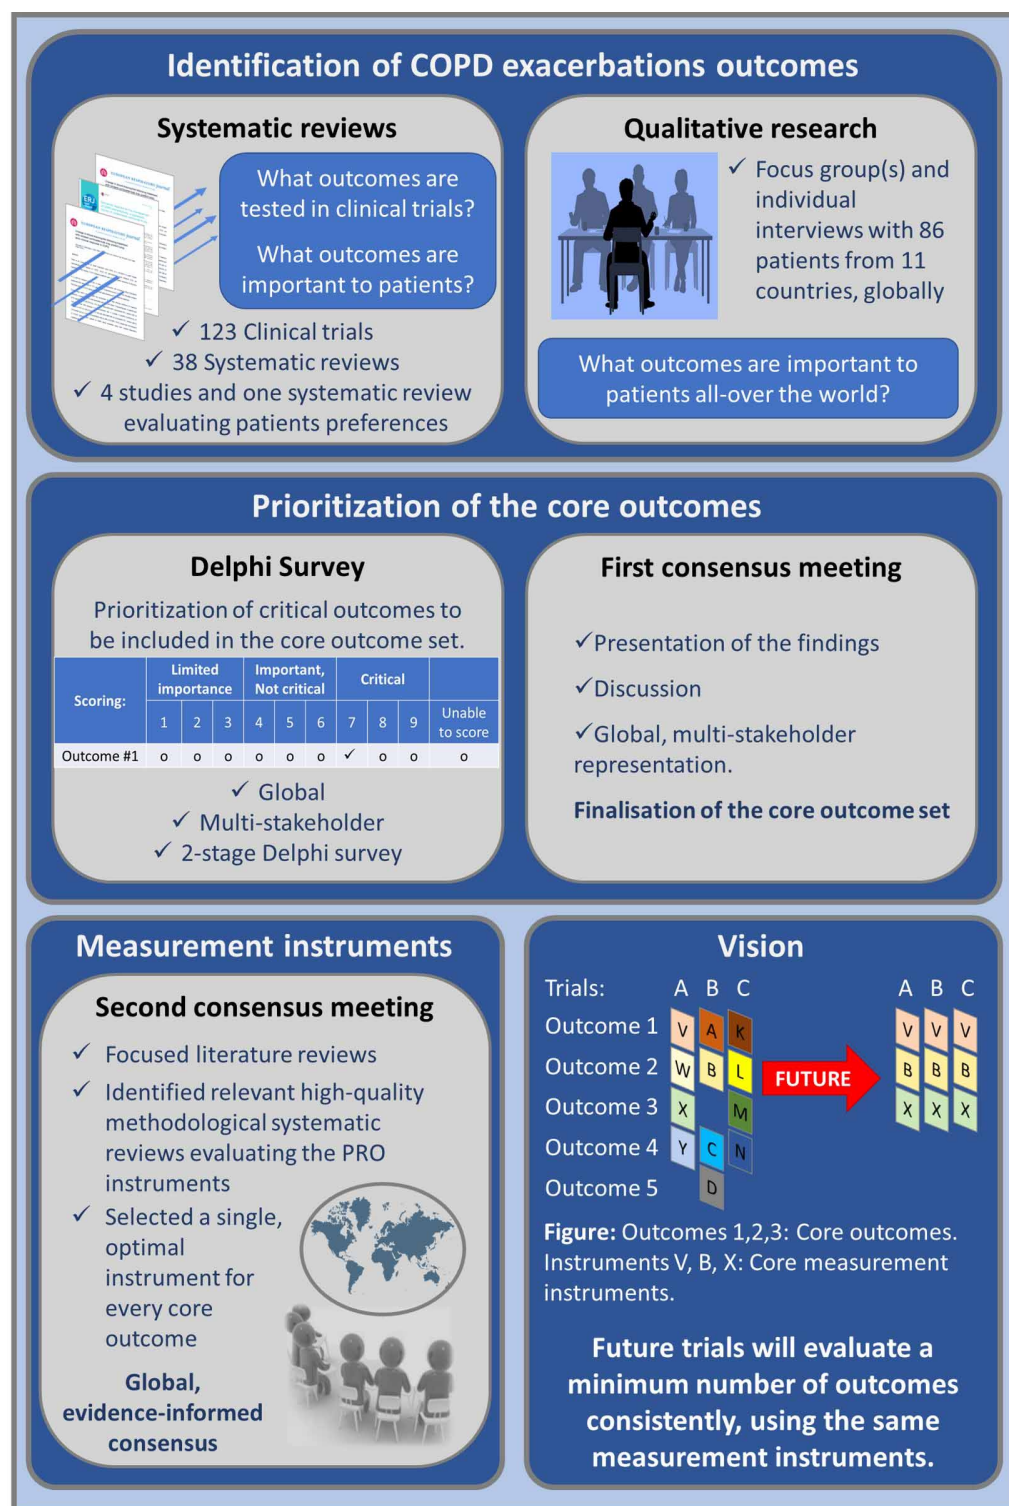 Identification of COPD exacerbations outcomes
Systematic reviews
What outcomes are
tested in clinical trials?
What outcomes are
important to patients?
✓ 123 Clinical trials
✓ 38 Systematic reviews
✓ 4 studies and one systematic review
evaluating patients preferences
Qualitative research
✓ Focus group(s) and
individual
interviews with 86
patients from 11
countries, globally
What outcomes are important to
patients all-over the world?
Prioritization of the core outcomes
Delphi Survey
Prioritization of critical outcomes to
be included in the core outcome set.
Scoring:
Limited
importance
Important,
Not critical
Critical
1 2 3 4 5 6 7 8 9 Unable
to score
Outcome #1 o o o o o o ✓ o o o
✓ Global
✓ Multi-stakeholder
✓ 2-stage Delphi survey
First consensus meeting
✓Presentation of the findings
✓Discussion
✓Global, multi-stakeholder
representation.
Finalisation of the core outcome set
Measurement instruments
Second consensus meeting
✓ Focused literature reviews
✓ Identified relevant high-quality
methodological systematic
reviews evaluating the PRO
instruments
✓ Selected a single,
optimal
instrument for
every core
outcome
Global,
evidence-informed
consensus
Vision
Trials: A B C A B C
Outcome 1 V A K V V V
Outcome 2 W B L B B B
FUTURE
Outcome 3 X M X X X
Outcome 4 Y C N
Outcome 5 D
Figure: Outcomes 1,2,3: Core outcomes.
Instruments V, B, X: Core measurement
instruments.
Future trials will evaluate a
minimum number of outcomes
consistently, using the same
measurement instruments.